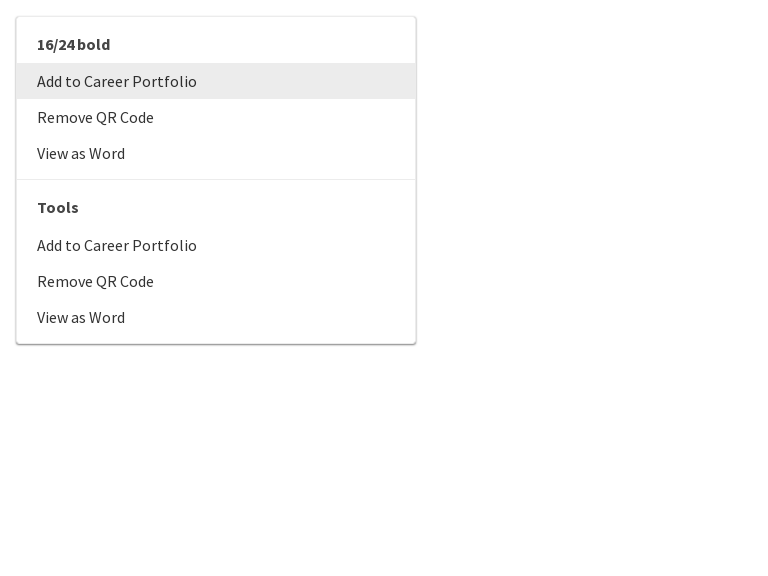 16/24 bold
Add to Career Portfolio
Remove QR Code
View as Word
Tools
Add to Career Portfolio
Remove QR Code
View as Word